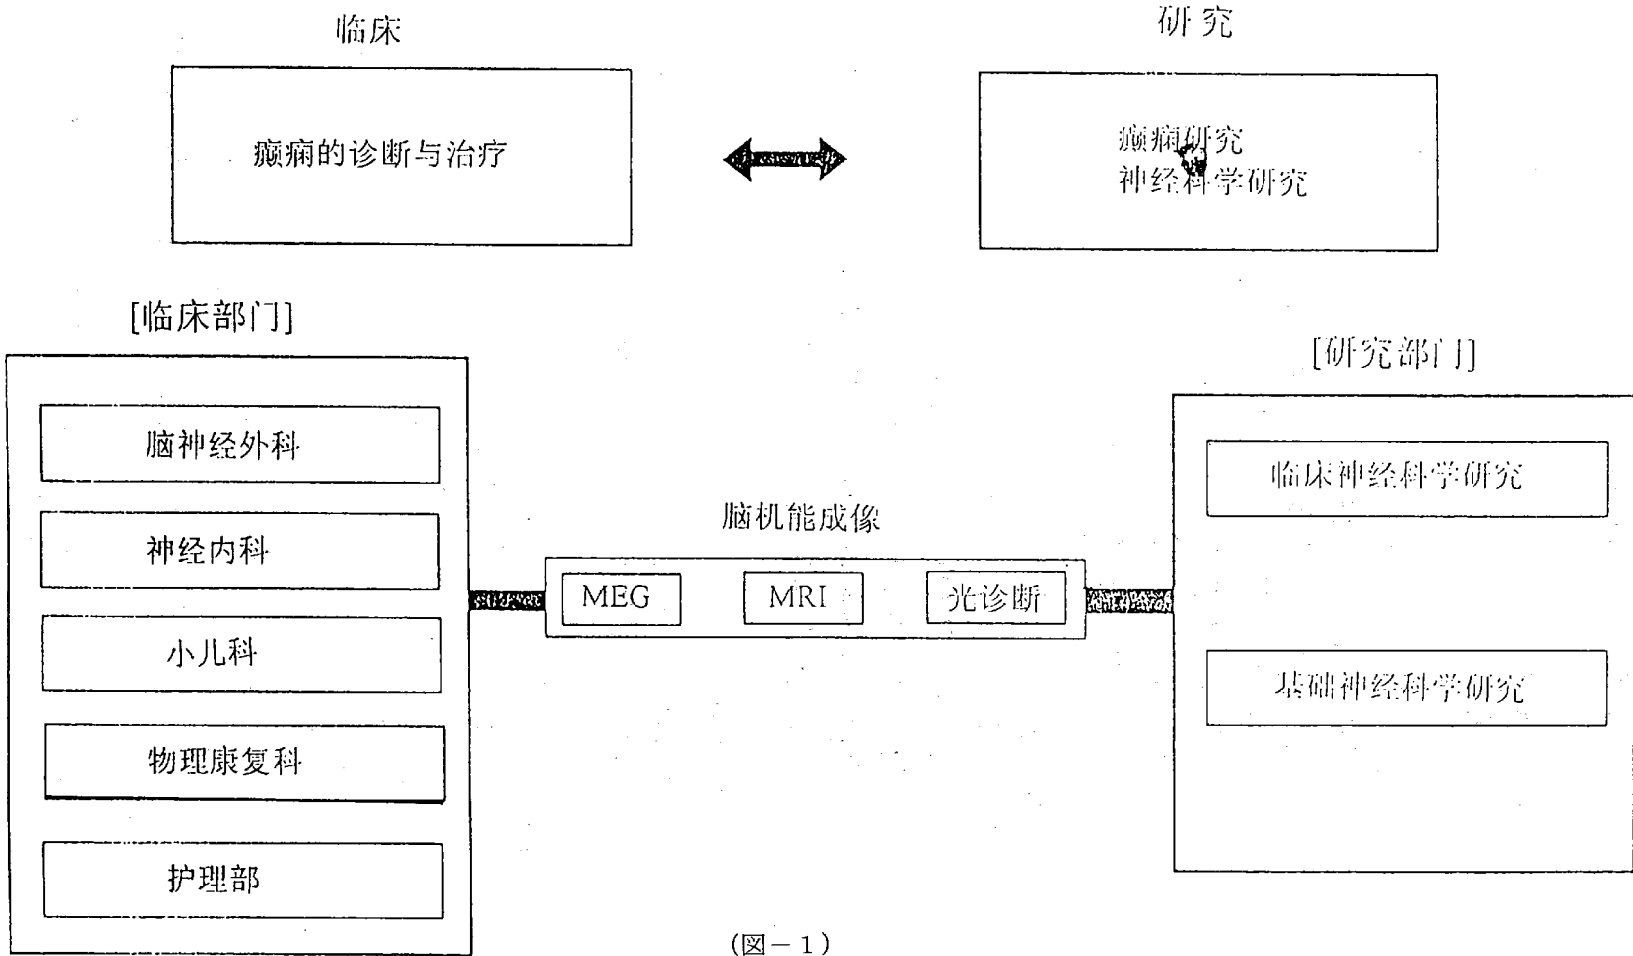 临床
研究
癫痫的诊断与治疗
癫痫研究
神经科学研究
[临床部门]
[研究部门]
脑神经外科
神经内科
小儿科
物理康复科
护理部
脑机能成像
MEG
MRI
光诊断
临床神经科学研究
基础神经科学研究
(図－1)